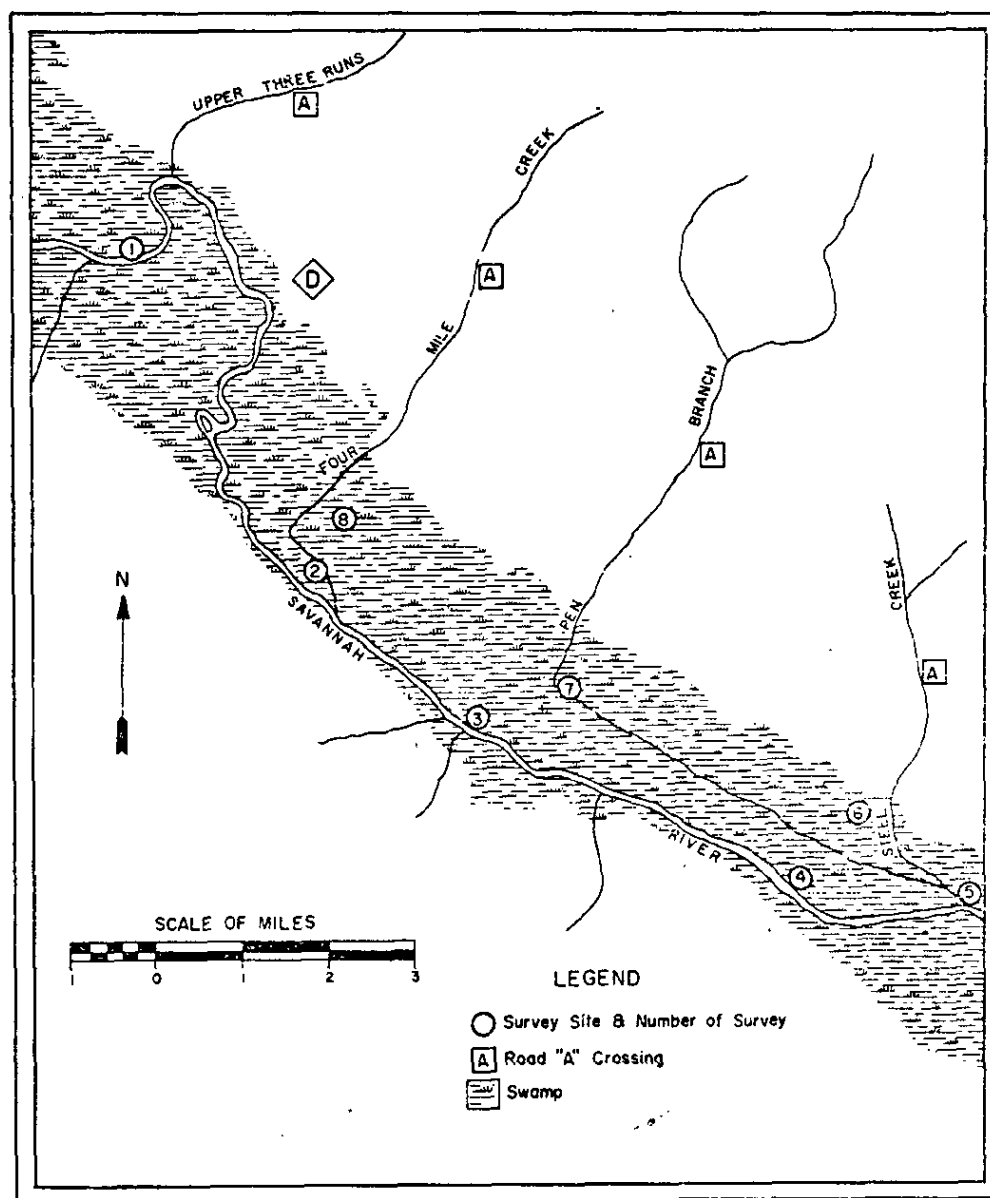 UPPER THREE RUNS
A
CREEK
1
D
A
MILE
BRANCH
A
FOUR
8
2
N
SAVANNAH
PEN
CREEK
A
7
3
6
STEEL
RIVER
4
5
SCALE OF MILES
1 0 1 2 3
LEGEND
Survey Site & Number of Survey
A Road "A" Crossing
Swamp